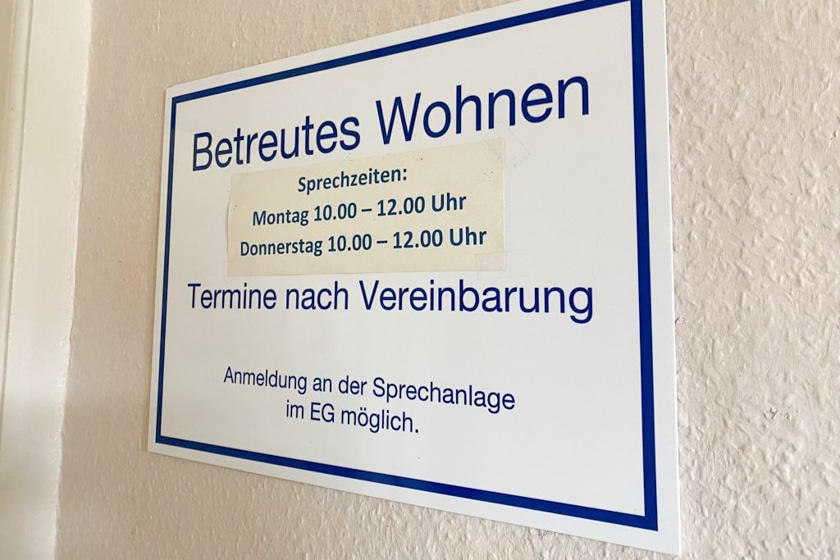 Betreutes Wohnen
Sprechzeiten:
Montag 10.00 – 12.00 Uhr
Donnerstag 10.00 – 12.00 Uhr
Termine nach Vereinbarung
Anmeldung an der Sprechanlage
im EG möglich.